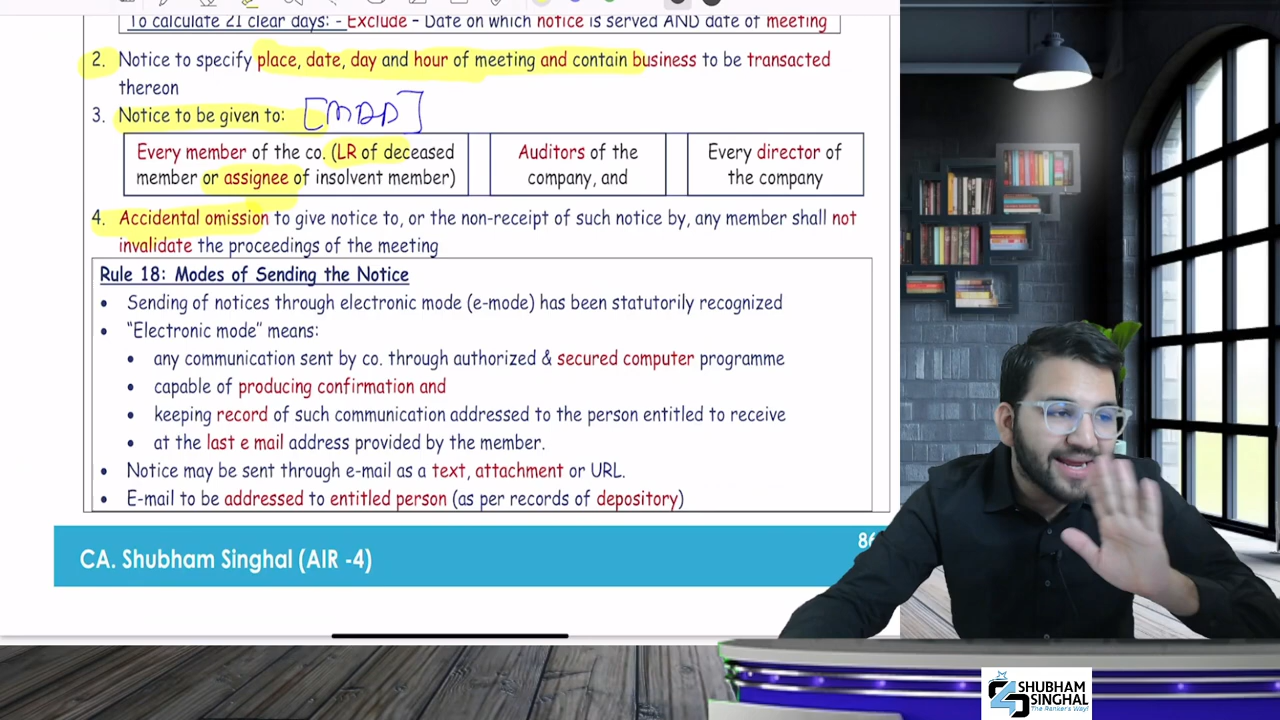 To calculate 21 clear days: - Exclude – Date on which notice is served AND date of meeting
2. Notice to specify place, date, day and hour of meeting and contain business to be transacted
thereon
3. Notice to be given to:
Every member of the co. (LR of deceased
member or assignee of insolvent member)
Auditors of the
company, and
Every director of
the company
4. Accidental omission to given notice to, or the non-receipt of such notice by, any member shall not
invalidate the proceedings of the meeting
Rule 18: Modes of Sending the Notice
• Sending of notices through electronic mode (e-mode) has been statutorily recognized
• “Electronic mode” means:
• any communication sent by co. through authorized & secured computer programme
• capable of producing confirmation and
• keeping record of such communication addressed to the person entitled to receive
• at the last e mail address provided by the member.
• Notice may be sent through e-mail as a text, attachment or URL.
• E-mail to be addressed to entitled person (as per records of depository)
CA. Shubham Singhal (AIR -4)
86
SHUBHAM
SINGHAL
The Ranker's Way!